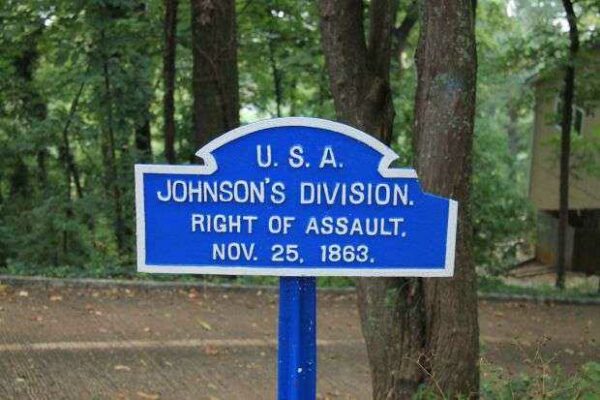 U. S. A.
JOHNSON'S DIVISION.
RIGHT OF ASSAULT.
NOV. 25, 1863.